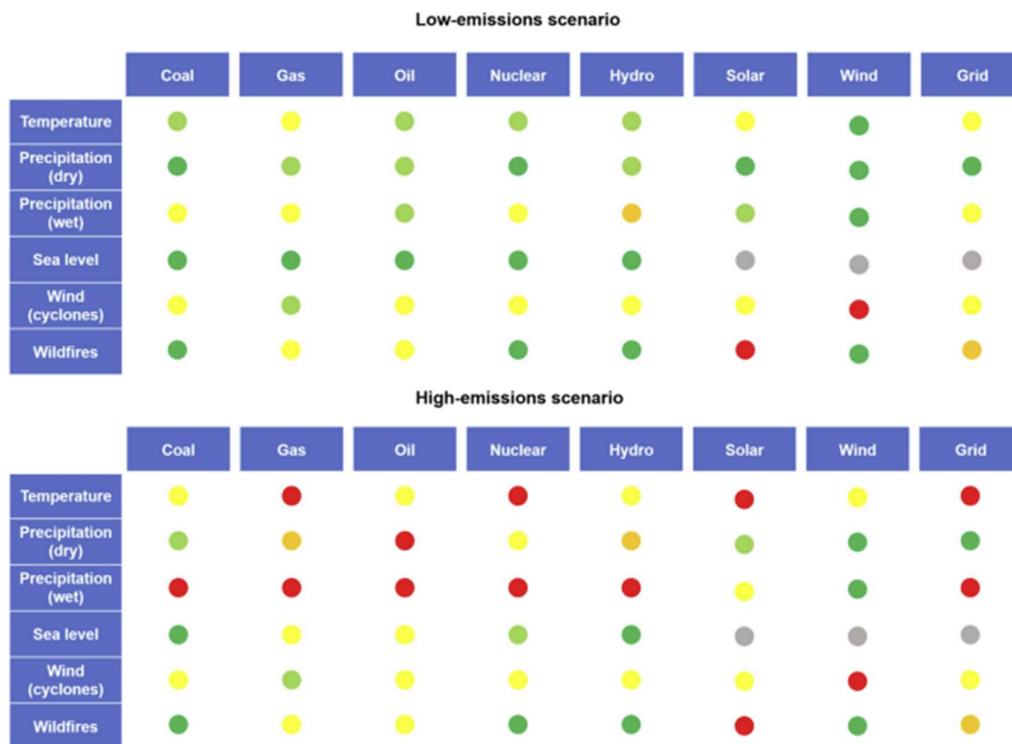 Low-emissions scenario
Coal Gas Oil Nuclear Hydro Solar Wind Grid
Temperature
Precipitation
(dry)
Precipitation
(wet)
Sea level
Wind
(cyclones)
Wildfires
High-emissions scenario
Coal Gas Oil Nuclear Hydro Solar Wind Grid
Temperature
Precipitation
(dry)
Precipitation
(wet)
Sea level
Wind
(cyclones)
Wildfires